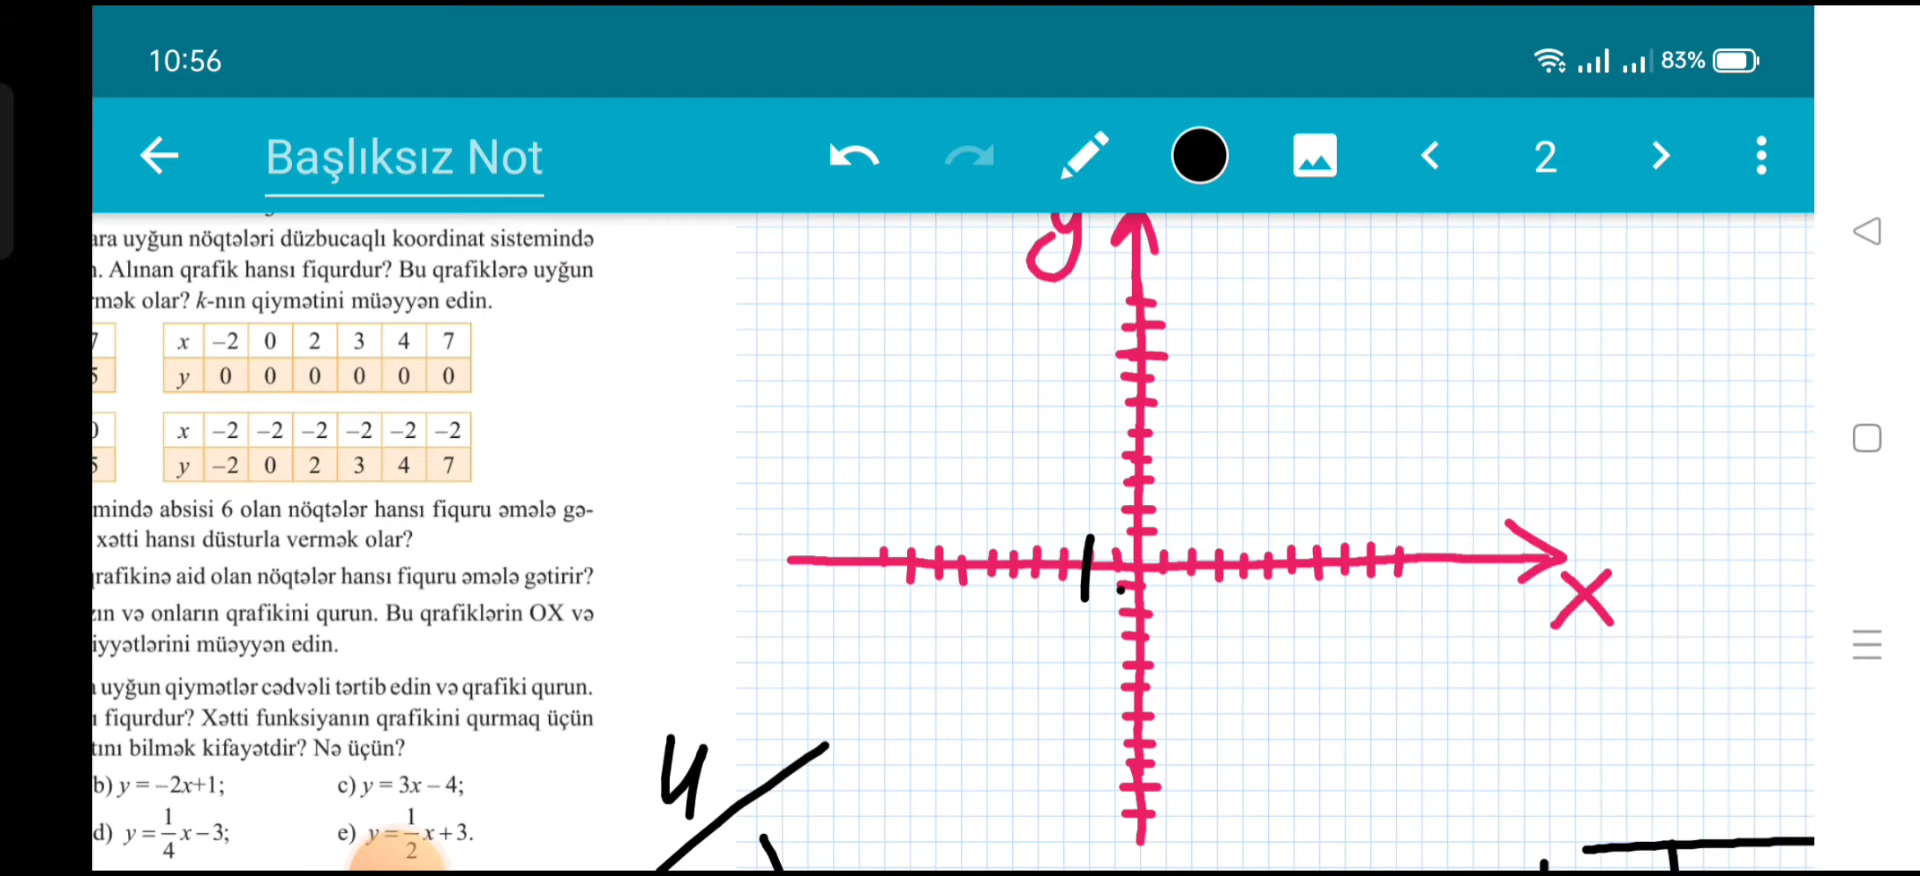 10:56
83%
Başlıksız Not
2
ara uyğun nöqtələri düzbucaqlı koordinat sistemində
. Alınan qrafik hansı fiqurdur? Bu qrafiklərə uyğun
mək olar? k-nın qiymətini müəyyən edin.
7
x −2 0 2 3 4 7
5
y 0 0 0 0 0 0
x −2 −2 −2 −2 −2 −2
5
y −2 0 2 3 4 7
mində absisi 6 olan nöqtələr hansı fiquru əmələ gə-
xətti hansı düsturla vermək olar?
rafikinə aid olan nöqtələr hansı fiquru əmələ gətirir?
ın və onların qrafikini qurun. Bu qrafiklərin OX və
iyyətlərini müəyyən edin.
uyğun qiymətlər cədvəli tərtib edin və qrafiki qurun.
fiqurdur? Xətti funksiyanın qrafikini qurmaq üçün
tını bilmək kifayətdir? Nə üçün?
b) y = −2x+1; c) y = 3x – 4;
d) y = 1/4 x − 3; e) y = 1/2 x + 3.
y
x
4